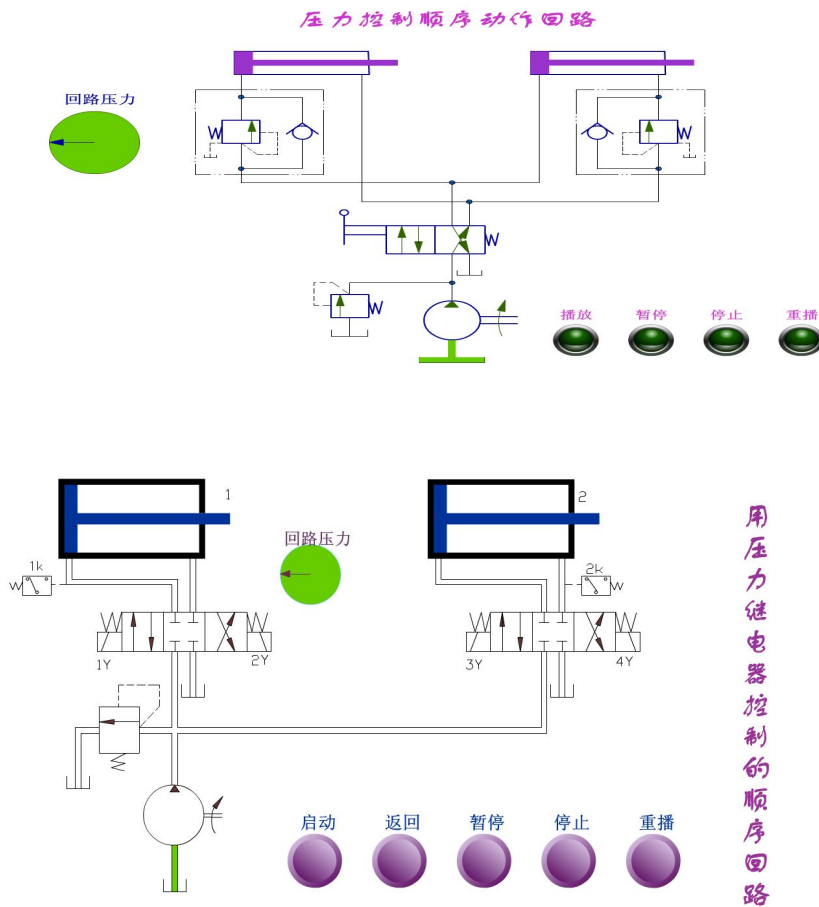 压力控制顺序动作回路
回路压力
播放 暂停 停止 重播
1
2
回路压力
1k
2k
1Y
2Y
3Y
4Y
用压力继电器控制的顺序回路
启动 返回 暂停 停止 重播